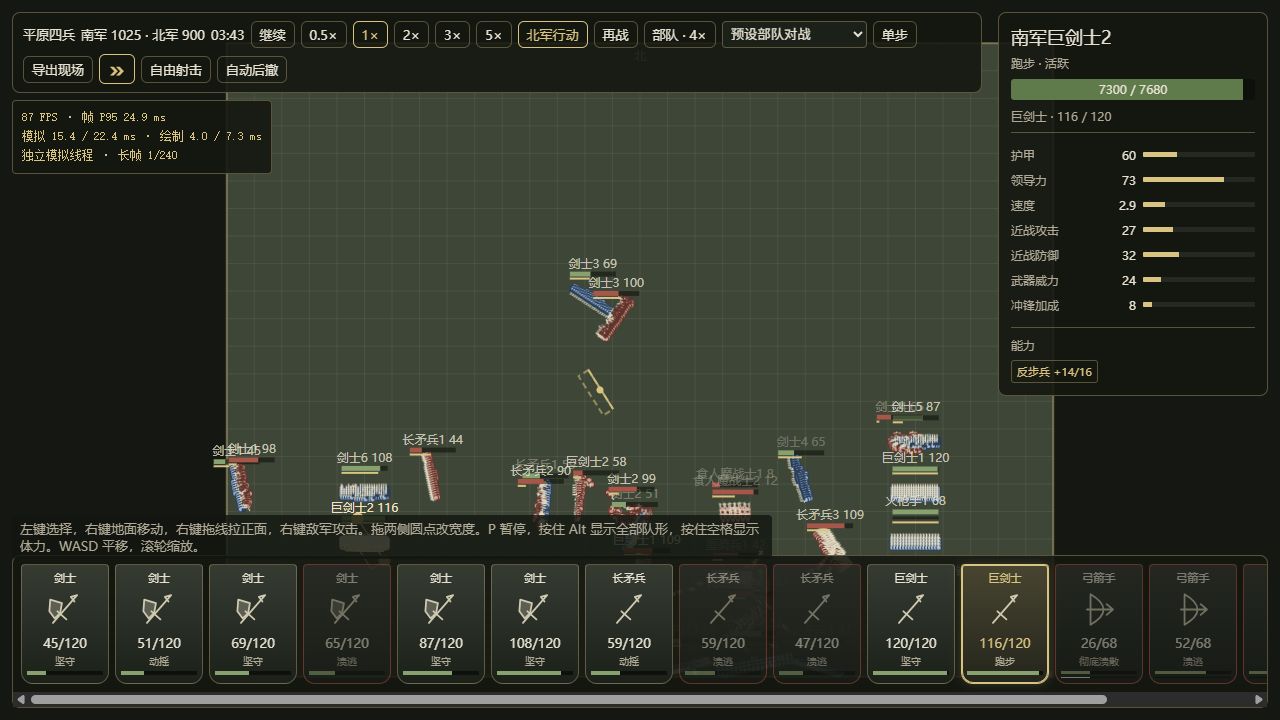 平原四兵 南军 1025 · 北军 900 03:43 继续 0.5× 1× 2× 3× 5× 北军行动 再战 部队 · 4× 预设部队对战 单步
导出现场 » 自由射击 自动后撤
北
87 FPS · 帧 P95 24.9 ms
模拟 15.4 / 22.4 ms · 绘制 4.0 / 7.3 ms
独立模拟线程 · 长帧 1/240
南军巨剑士2
跑步 · 活跃
7300 / 7680
巨剑士 · 116 / 120
护甲 60
领导力 73
速度 2.9
近战攻击 27
近战防御 32
武器威力 24
冲锋加成 8
能力
反步兵 +14/16
剑士3 69
剑士3 100
剑士5 87
长矛兵1 44
剑士4 65
剑士6 108
巨剑士1 120
巨剑士2 58
长矛兵2 90
剑士2 99
巨剑士2 116
长矛兵3 109
左键选择，右键地面移动，右键拖线拉正面，右键敌军攻击。拖两侧圆点改宽度。P 暂停，按住 Alt 显示全部队形，按住空格显示
体力。WASD 平移，滚轮缩放。
剑士 剑士 剑士 剑士 剑士 剑士 长矛兵 长矛兵 长矛兵 巨剑士 巨剑士 弓箭手 弓箭手
45/120 51/120 69/120 65/120 87/120 108/120 59/120 59/120 47/120 120/120 116/120 26/68 52/68
坚守 动摇 坚守 溃逃 坚守 坚守 动摇 溃逃 溃逃 坚守 跑步 彻底溃散 溃逃